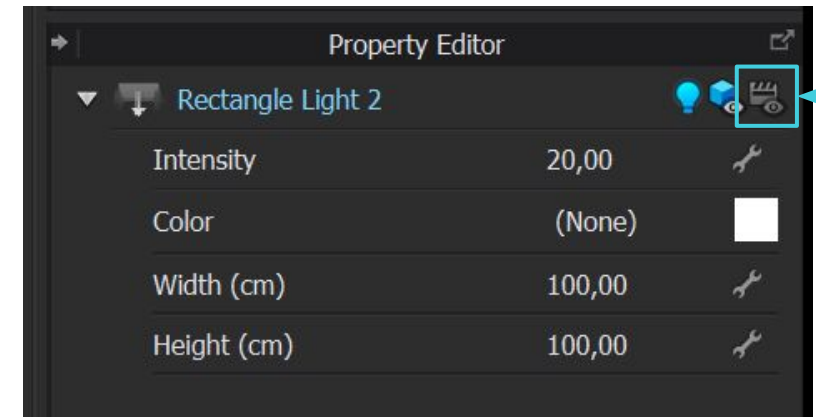 Property Editor
Rectangle Light 2
Intensity 20,00
Color (None)
Width (cm) 100,00
Height (cm) 100,00